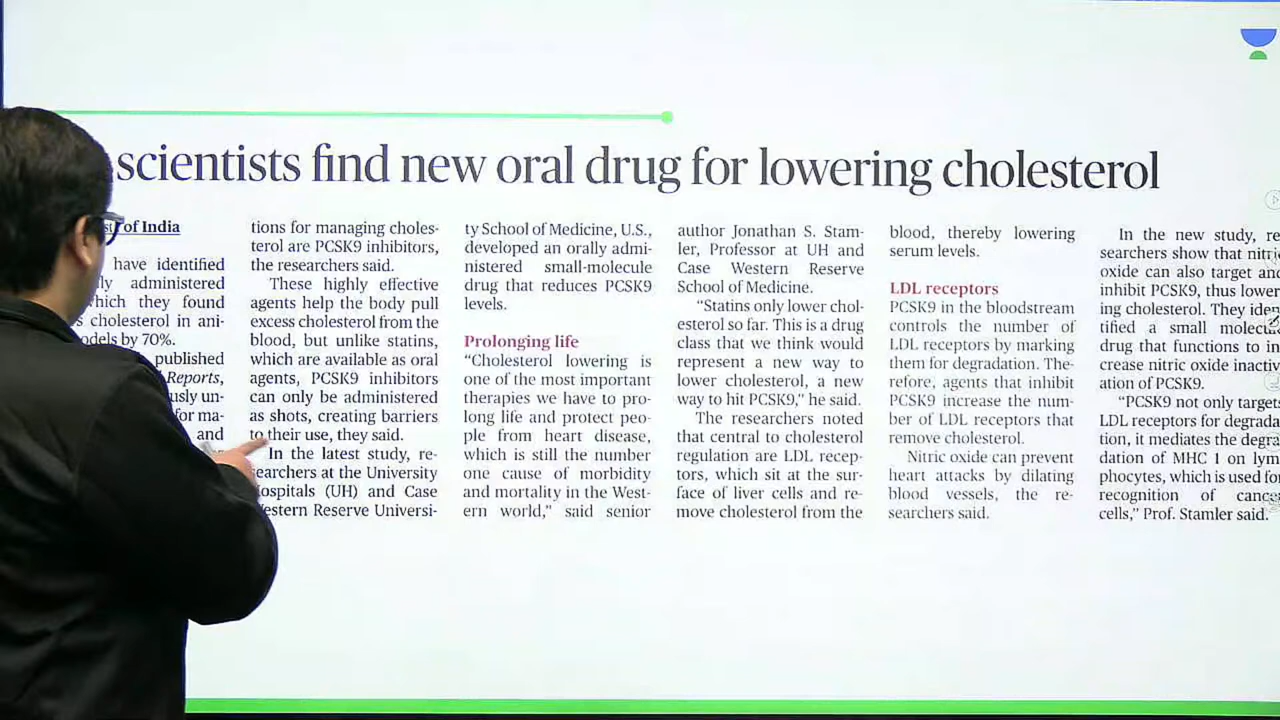 scientists find new oral drug for lowering cholesterol
of India
have identified
administered
which they found
cholesterol in ani-
by 70%.
published
Reports,
for ma-
and
tions for managing choles-
terol are PCSK9 inhibitors,
the researchers said.
These highly effective
agents help the body pull
excess cholesterol from the
blood, but unlike statins,
which are available as oral
agents, PCSK9 inhibitors
can only be administered
as shots, creating barriers
to their use, they said.
In the latest study, re-
searchers at the University
Hospitals (UH) and Case
Western Reserve Universi-
ty School of Medicine, U.S.,
developed an orally admi-
nistered small-molecule
drug that reduces PCSK9
levels.
Prolonging life
“Cholesterol lowering is
one of the most important
therapies we have to pro-
long life and protect peo-
ple from heart disease,
which is still the number
one cause of morbidity
and mortality in the West-
ern world,” said senior
author Jonathan S. Stam-
ler, Professor at UH and
Case Western Reserve
School of Medicine.
“Statins only lower chol-
esterol so far. This is a drug
class that we think would
represent a new way to
lower cholesterol, a new
way to hit PCSK9,” he said.
The researchers noted
that central to cholesterol
regulation are LDL recep-
tors, which sit at the sur-
face of liver cells and re-
move cholesterol from the
blood, thereby lowering
serum levels.
LDL receptors
PCSK9 in the bloodstream
controls the number of
LDL receptors by marking
them for degradation. The-
refore, agents that inhibit
PCSK9 increase the num-
ber of LDL receptors that
remove cholesterol.
Nitric oxide can prevent
heart attacks by dilating
blood vessels, the re-
searchers said.
In the new study, re
searchers show that nitri
oxide can also target and
inhibit PCSK9, thus lower
ing cholesterol. They iden
tified a small molecu
drug that functions to in
crease nitric oxide inactiv
ation of PCSK9.
“PCSK9 not only targets
LDL receptors for degrada
tion, it mediates the degra
dation of MHC 1 on lym
phocytes, which is used for
recognition of cance
cells,” Prof. Stamler said.